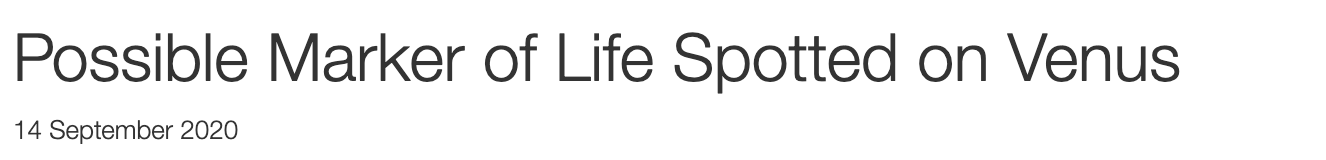 Possible Marker of Life Spotted on Venus
14 September 2020